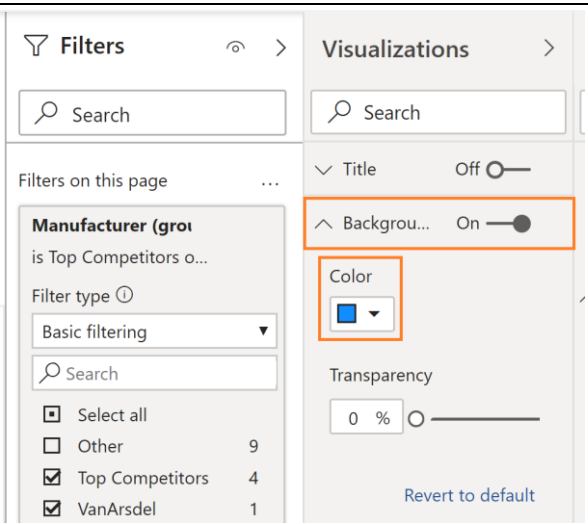 Filters
Search
Filters on this page
...
Manufacturer (grou
is Top Competitors o...
Filter type
Basic filtering
Search
Select all
Other 9
Top Competitors 4
VanArsdel 1
Visualizations
Search
Title Off
Backgrou... On
Color
Transparency
0 %
Revert to default